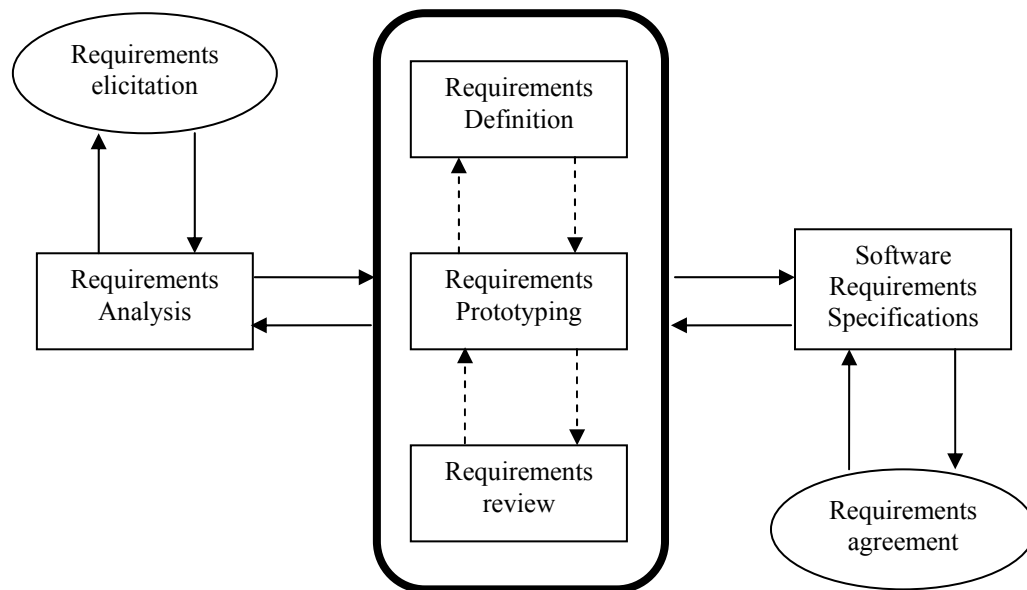 Requirements
elicitation
Requirements
Analysis
Requirements
Definition
Requirements
Prototyping
Requirements
review
Software
Requirements
Specifications
Requirements
agreement